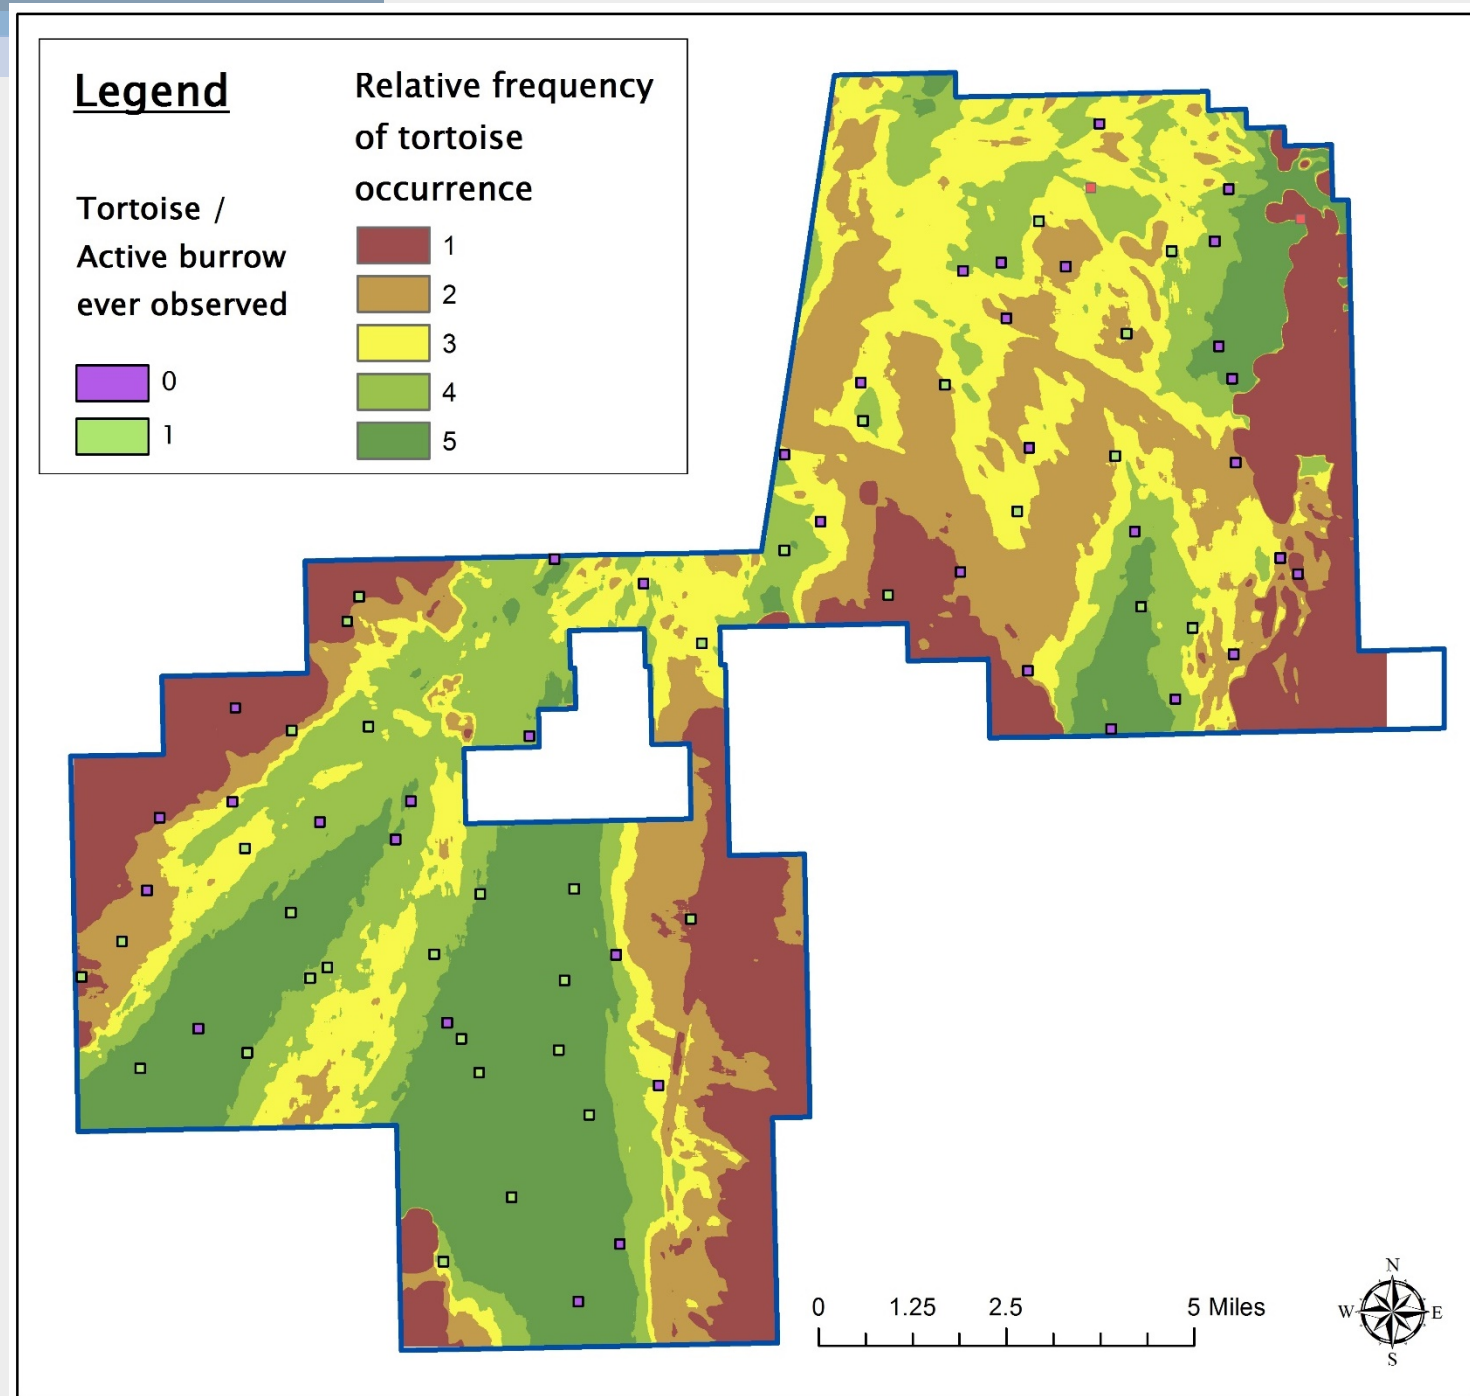 Legend
Tortoise /
Active burrow
ever observed
0
1
Relative frequency
of tortoise
occurrence
1
2
3
4
5
0 1.25 2.5 5 Miles
N
W E
S